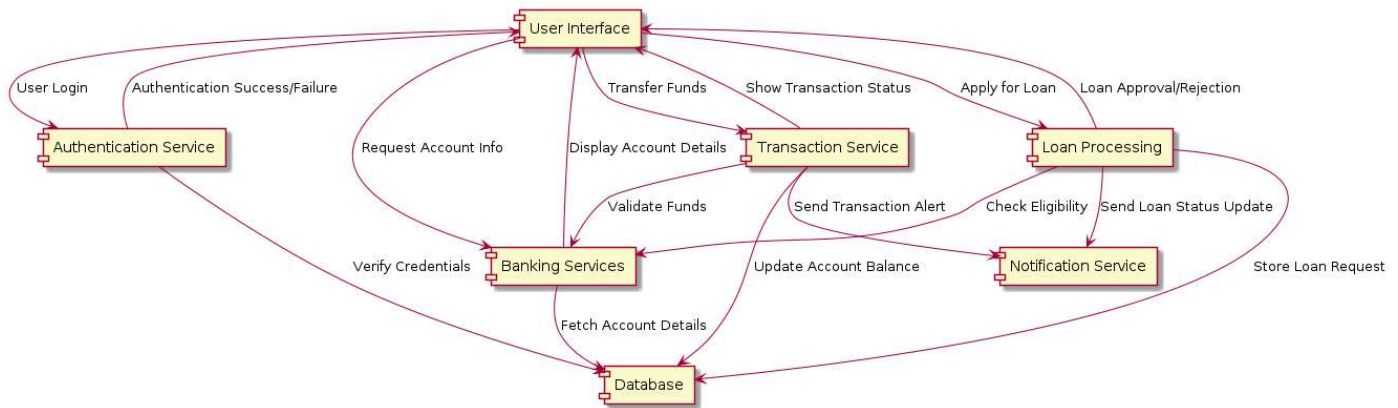 User Interface
User Login
Authentication Success/Failure
Transfer Funds
Show Transaction Status
Apply for Loan
Loan Approval/Rejection
Authentication Service
Request Account Info
Display Account Details
Transaction Service
Loan Processing
Validate Funds
Send Transaction Alert
Check Eligibility
Send Loan Status Update
Verify Credentials
Banking Services
Update Account Balance
Notification Service
Store Loan Request
Fetch Account Details
Database